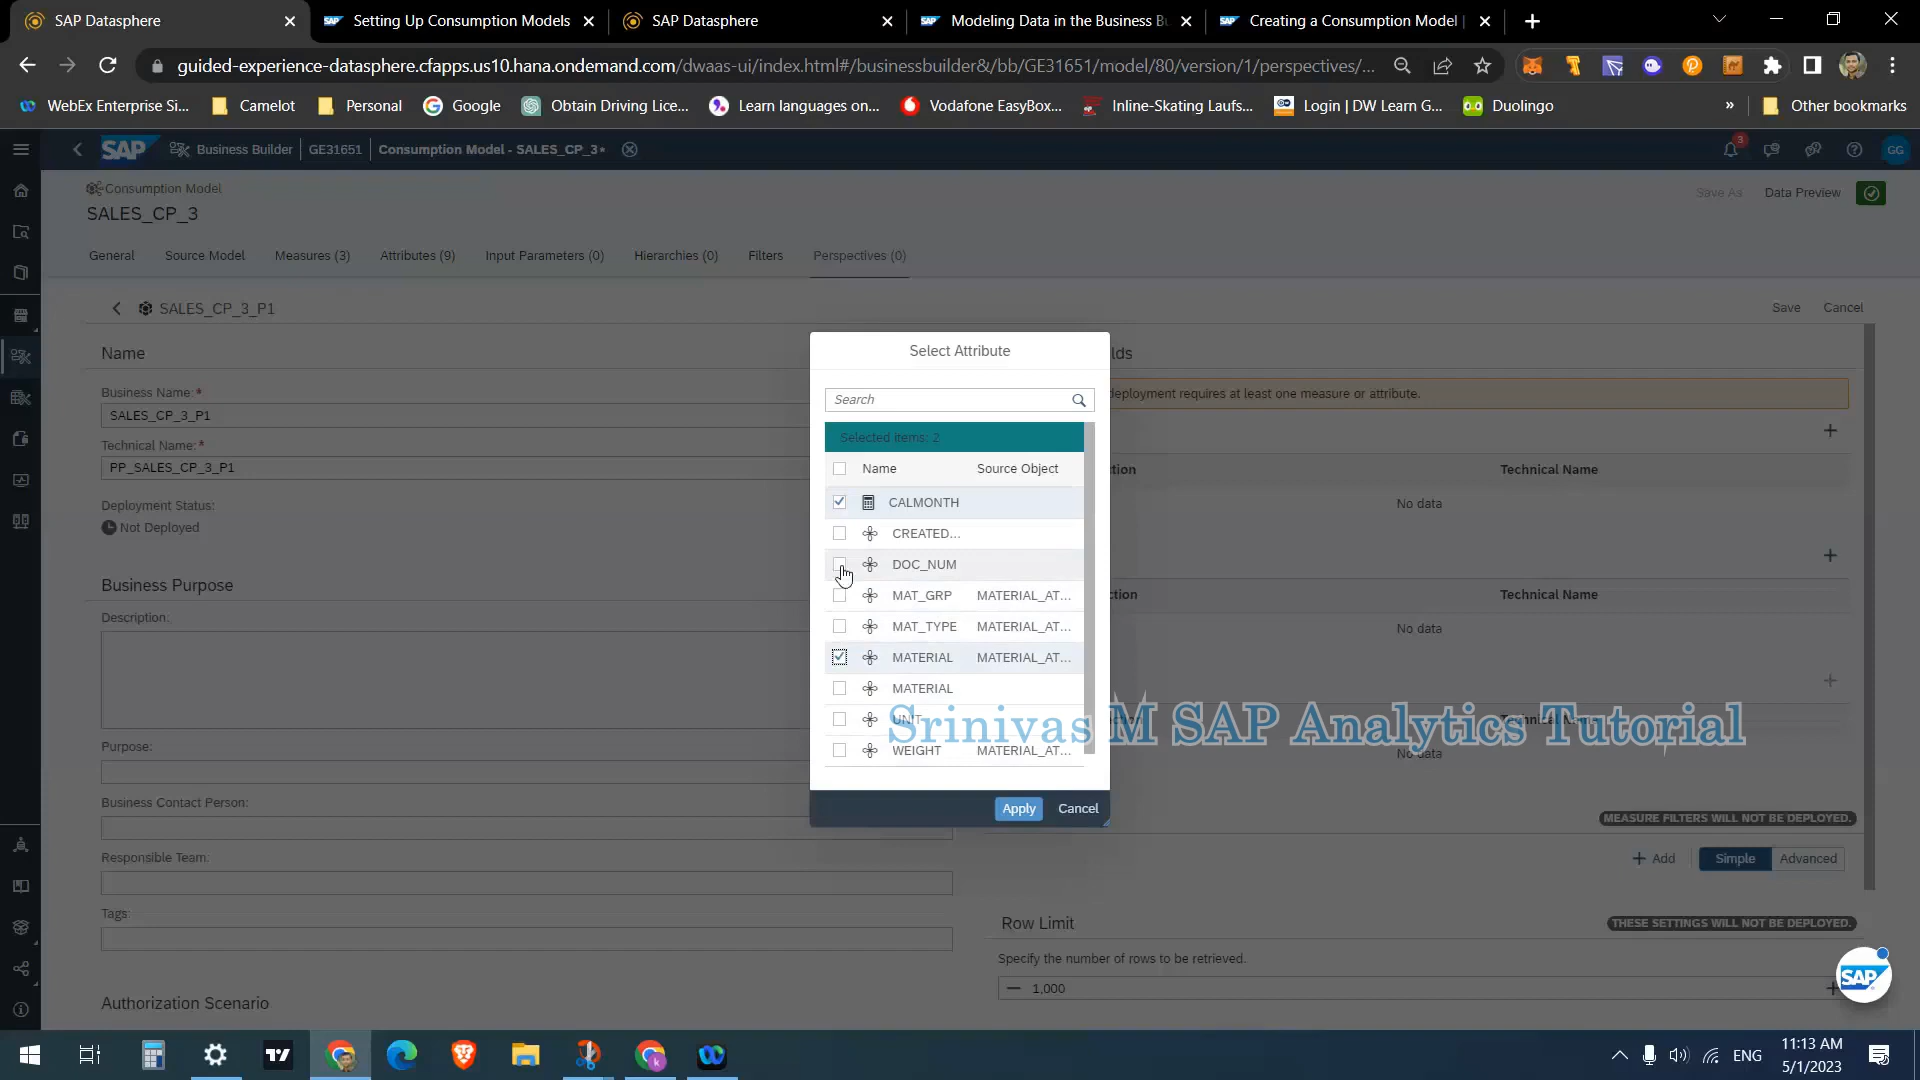 SAP Datasphere
Setting Up Consumption Models
SAP Datasphere
Modeling Data in the Business Bu
Creating a Consumption Model |
guided-experience-datasphere.cfapps.us10.hana.ondemand.com/dwaas-ui/index.html#/businessbuilder&/bb/GE31651/model/80/version/1/perspectives/...
WebEx Enterprise Si...
Camelot
Personal
Google
Obtain Driving Lice...
Learn languages on...
Vodafone EasyBox...
Inline-Skating Laufs...
Login | DW Learn G...
Duolingo
»
Other bookmarks
SAP
Business Builder
GE31651
Consumption Model - SALES_CP_3*
3
GG
Consumption Model
SALES_CP_3
Save As
Data Preview
General
Source Model
Measures (3)
Attributes (9)
Input Parameters (0)
Hierarchies (0)
Filters
Perspectives (0)
SALES_CP_3_P1
Save
Cancel
Name
Business Name: *
SALES_CP_3_P1
Technical Name: *
PP_SALES_CP_3_P1
Deployment Status:
Not Deployed
Business Purpose
Description:
Purpose:
Business Contact Person:
Responsible Team:
Tags:
Authorization Scenario
Select Attribute
Search
Selected Items: 2
Name
Source Object
CALMONTH
CREATED...
DOC_NUM
MAT_GRP
MATERIAL_AT...
MAT_TYPE
MATERIAL_AT...
MATERIAL
MATERIAL_AT...
MATERIAL
UNIT
WEIGHT
MATERIAL_AT...
Apply
Cancel
lds
deployment requires at least one measure or attribute.
tion
Technical Name
No data
tion
Technical Name
No data
Technical Name
No data
Srinivas M SAP Analytics Tutorial
MEASURE FILTERS WILL NOT BE DEPLOYED.
Add
Simple
Advanced
Row Limit
THESE SETTINGS WILL NOT BE DEPLOYED.
Specify the number of rows to be retrieved.
1,000
SAP
ENG
11:13 AM
5/1/2023